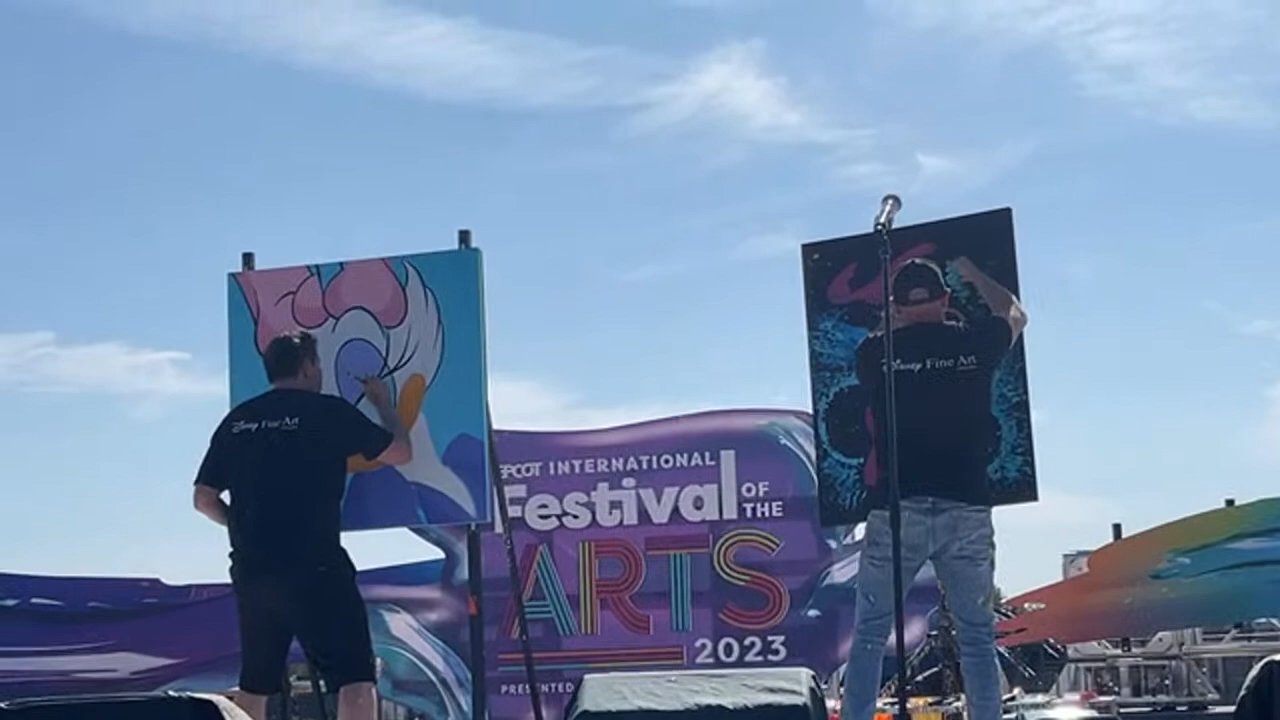 Disney Fine Art
Disney Fine Art
EPCOT INTERNATIONAL
Festival OF THE
ARTS
2023
PRESENTED